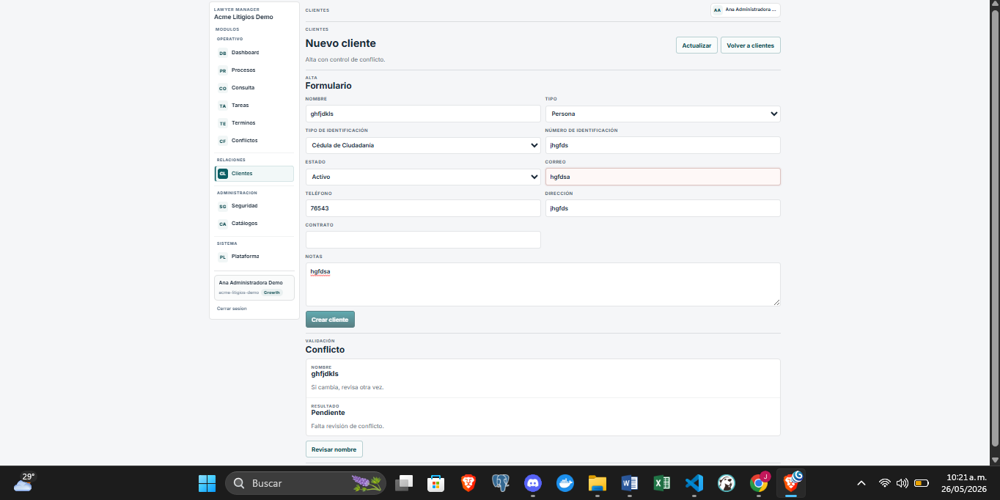 LAWYER MANAGER
Acme Litigios Demo
MODULOS
OPERATIVO
DB Dashboard
PR Procesos
CO Consulta
TA Tareas
TE Terminos
CF Conflictos
RELACIONES
CL Clientes
ADMINISTRACION
SG Seguridad
CA Catálogos
SISTEMA
PL Plataforma
Ana Administradora Demo
acme-litigios-demo Growth
Cerrar sesion
CLIENTES
AA Ana Administradora ...
CLIENTES
Nuevo cliente
Actualizar Volver a clientes
Alta con control de conflicto.
ALTA
Formulario
NOMBRE TIPO
ghfjdkls Persona
TIPO DE IDENTIFICACIÓN NÚMERO DE IDENTIFICACIÓN
Cédula de Ciudadanía jhgfds
ESTADO CORREO
Activo hgfdsa
TELÉFONO DIRECCIÓN
76543 jhgfds
CONTRATO
NOTAS
hgfdsa
Crear cliente
VALIDACIÓN
Conflicto
NOMBRE
ghfjdkls
Si cambia, revisa otra vez.
RESULTADO
Pendiente
Falta revisión de conflicto.
Revisar nombre
29°
Buscar
J
10:21 a. m.
26/05/2026